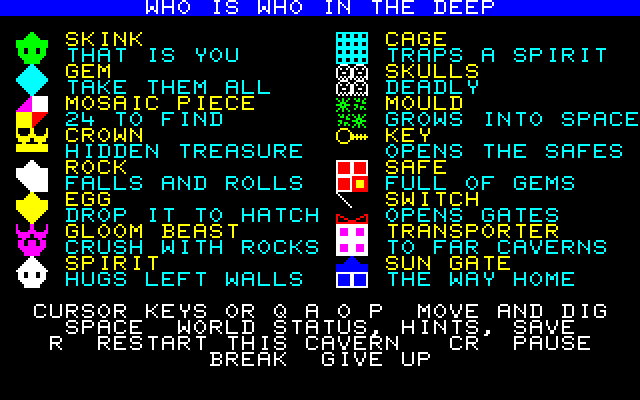 WHO IS WHO IN THE DEEP
SKINK
THAT IS YOU
GEM
TAKE THEM ALL
MOSAIC PIECE
24 TO FIND
CROWN
HIDDEN TREASURE
ROCK
FALLS AND ROLLS
EGG
DROP IT TO HATCH
GLOOM BEAST
CRUSH WITH ROCKS
SPIRIT
HUGS LEFT WALLS
CAGE
TRAPS A SPIRIT
SKULLS
DEADLY
MOULD
GROWS INTO SPACE
KEY
OPENS THE SAFES
SAFE
FULL OF GEMS
SWITCH
OPENS GATES
TRANSPORTER
TO FAR CAVERNS
SUN GATE
THE WAY HOME
CURSOR KEYS OR Q A O P  MOVE AND DIG
SPACE  WORLD STATUS, HINTS, SAVE
R  RESTART THIS CAVERN   CR  PAUSE
BREAK  GIVE UP